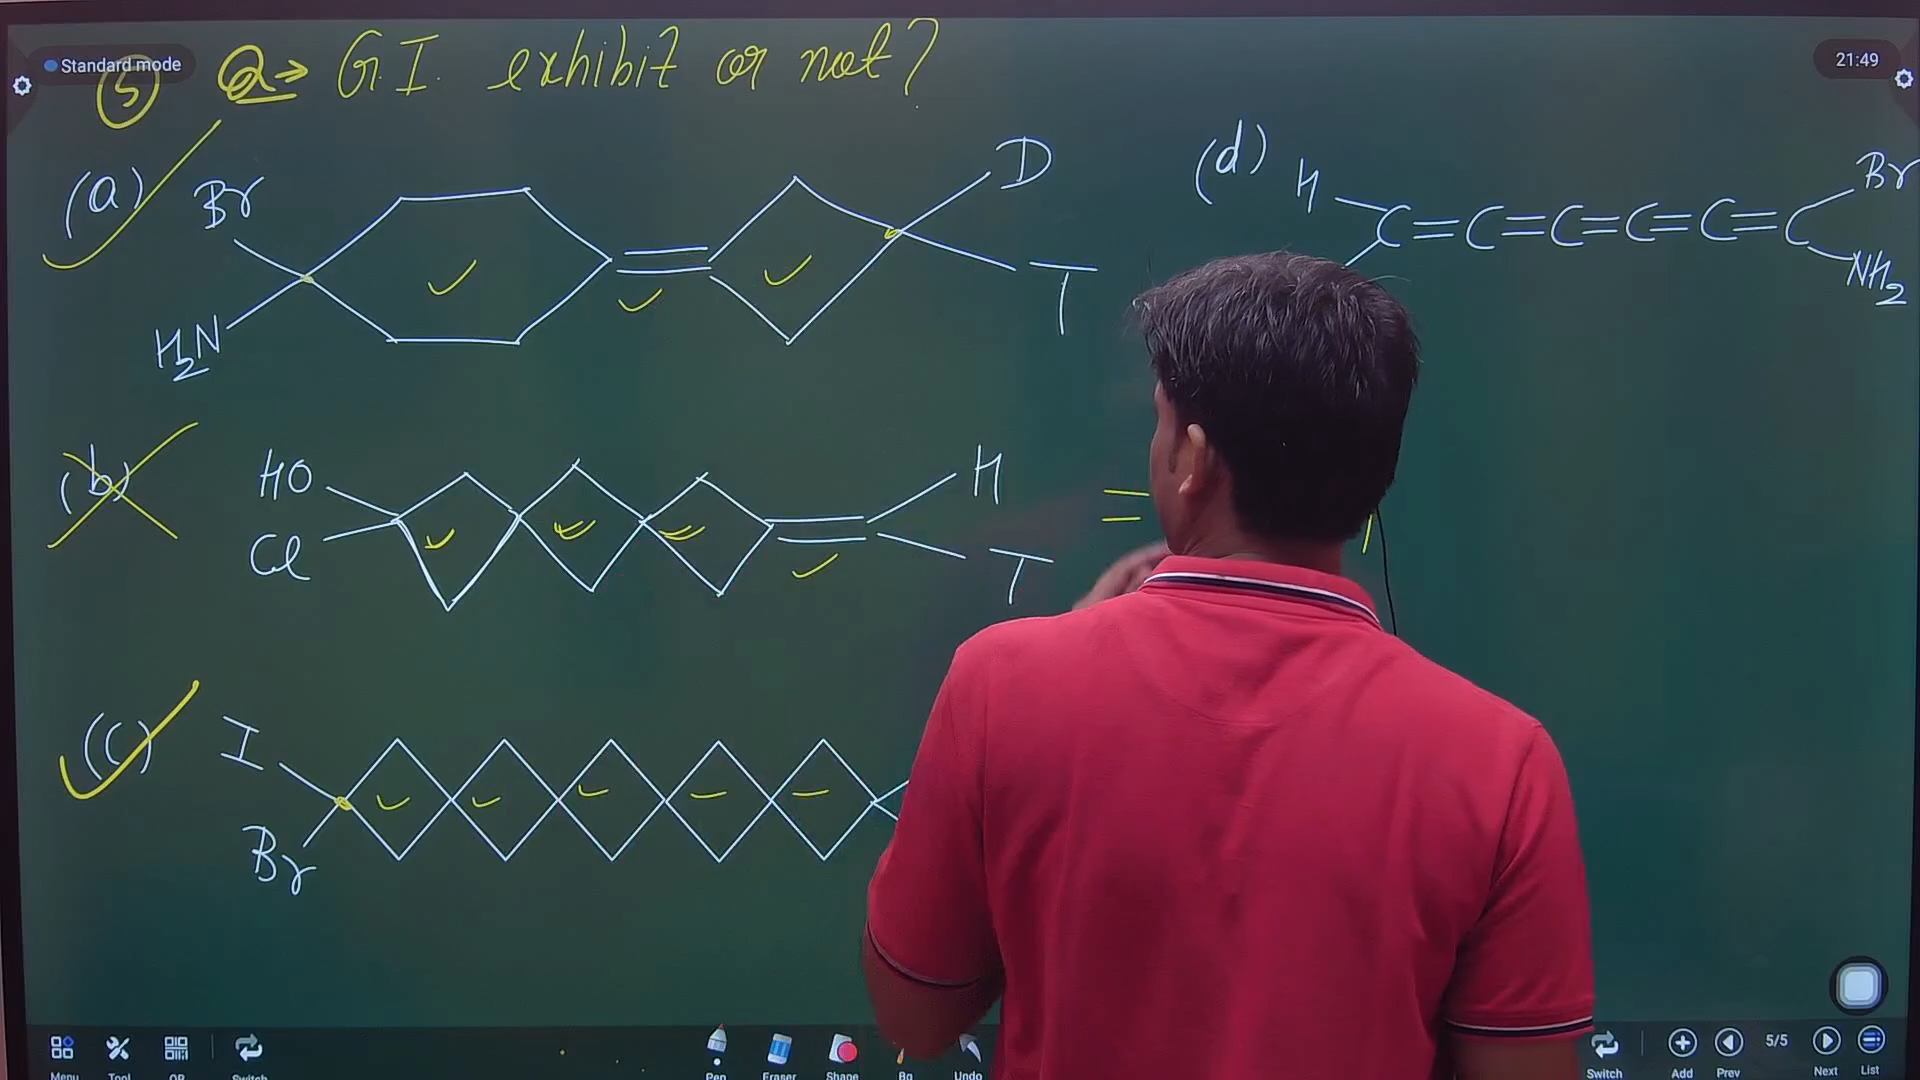 Standard mode
21:49
(5) Q→ G.I. exhibit or not?
(a)
Br
H2N
D
T
(b)
HO
Cl
H
T
=
(c)
I
Br
(d)
H
C=C=C=C=C=C
Br
NH2
Menu Tool QR Switch
Pen Eraser Shape Bg Undo
Switch Add Prev 5/5 Next List